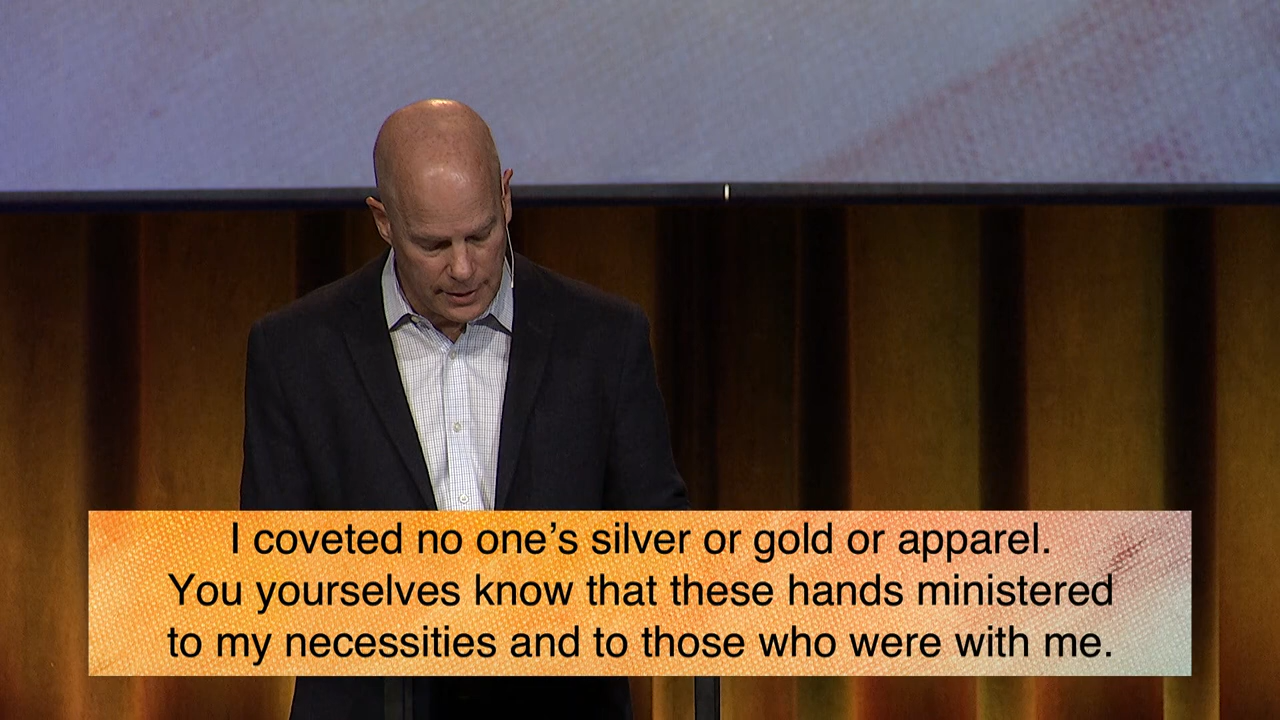 I coveted no one’s silver or gold or apparel.
You yourselves know that these hands ministered
to my necessities and to those who were with me.